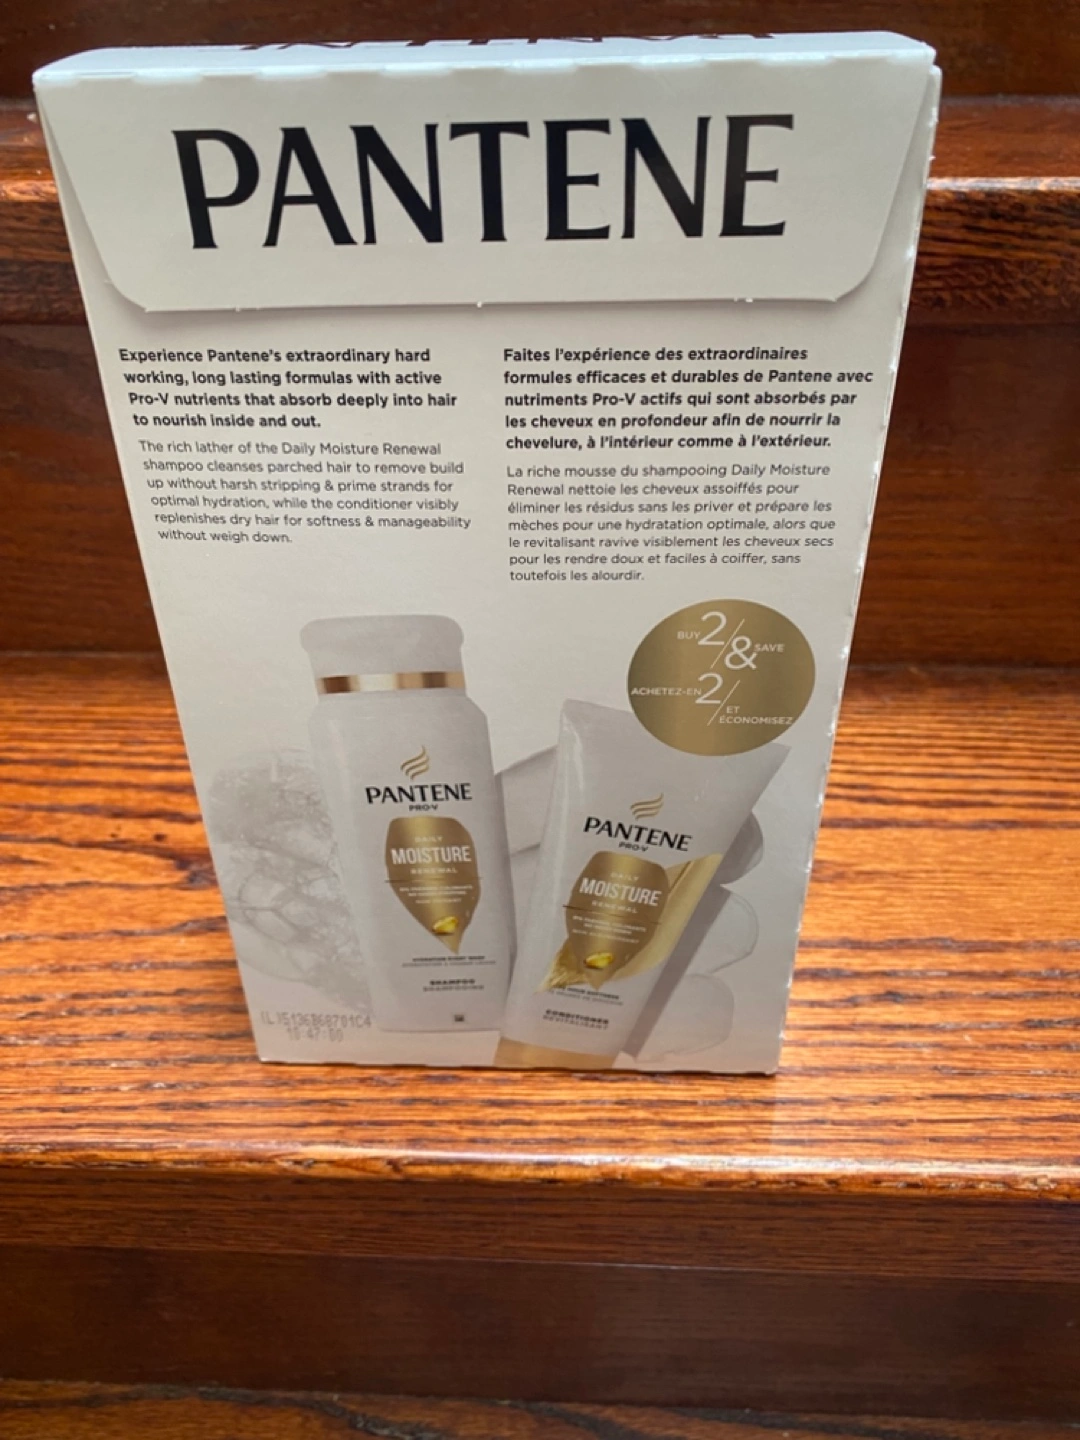 PANTENE
Experience Pantene's extraordinary hard
working, long lasting formulas with active
Pro-V nutrients that absorb deeply into hair
to nourish inside and out.
The rich lather of the Daily Moisture Renewal
shampoo cleanses parched hair to remove build
up without harsh stripping & prime strands for
optimal hydration, while the conditioner visibly
replenishes dry hair for softness & manageability
without weigh down.
Faites l'expérience des extraordinaires
formules efficaces et durables de Pantene avec
nutriments Pro-V actifs qui sont absorbés par
les cheveux en profondeur afin de nourrir la
chevelure, à l'intérieur comme à l'extérieur.
La riche mousse du shampooing Daily Moisture
Renewal nettoie les cheveux assoiffés pour
éliminer les résidus sans les priver et prépare les
mèches pour une hydratation optimale, alors que
le revitalisant ravive visiblement les cheveux secs
pour les rendre doux et faciles à coiffer, sans
toutefois les alourdir.
BUY 2/
& SAVE
ACHETEZ-EN 2/
ET
ÉCONOMISEZ
PANTENE
PRO-V
DAILY
MOISTURE
RENEWAL
SHAMPOO
SHAMPOOING
PANTENE
PRO-V
DAILY
MOISTURE
RENEWAL
CONDITIONER
REVITALISANT